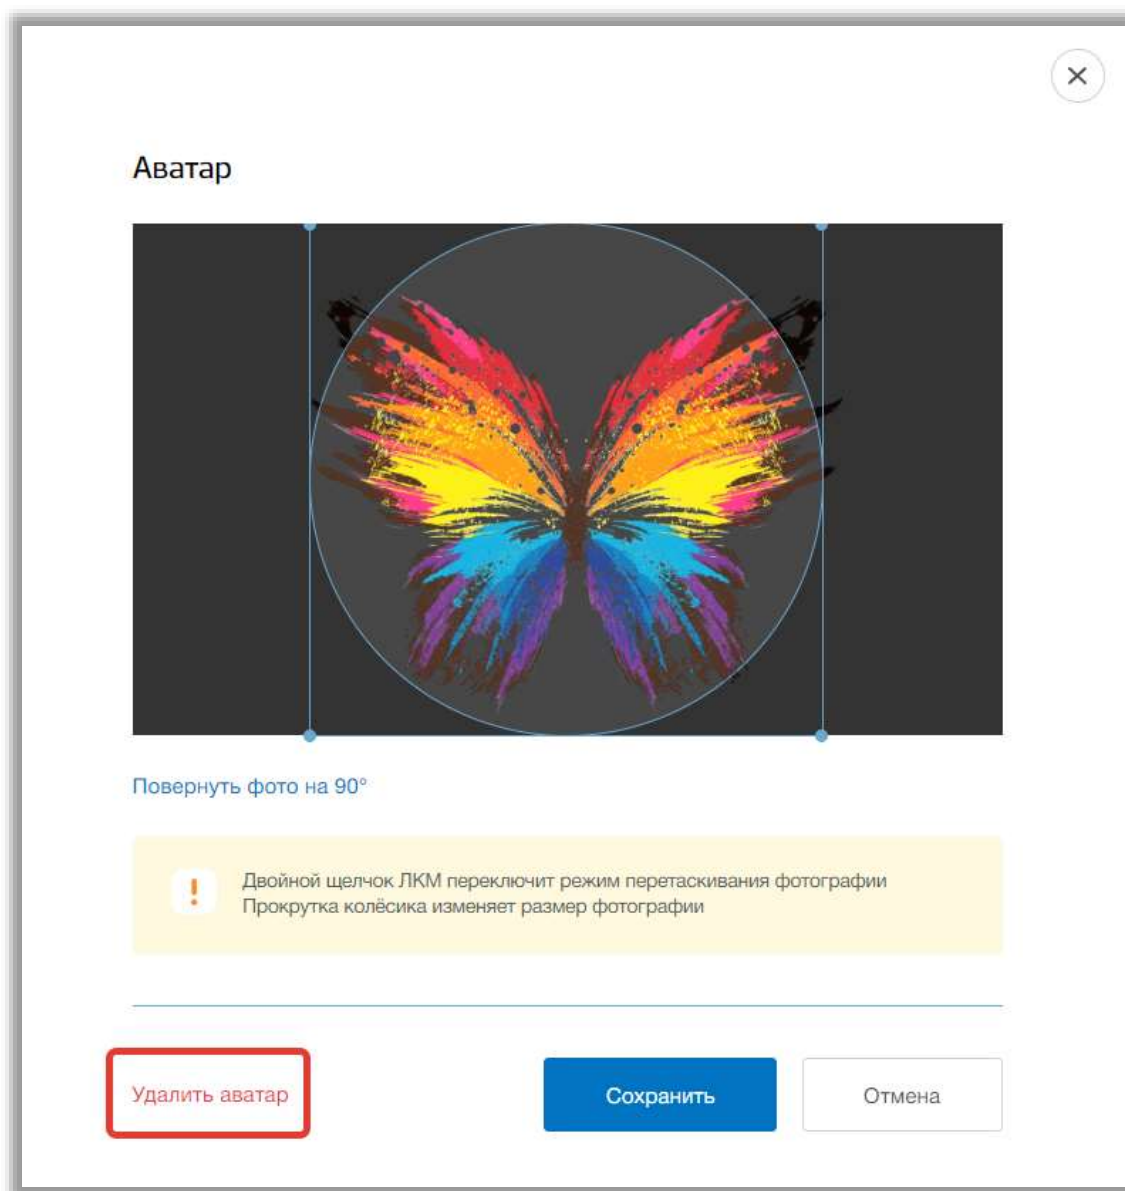 Аватар
Повернуть фото на 90°
Двойной щелчок ЛКМ переключит режим перетаскивания фотографии
Прокрутка колёсика изменяет размер фотографии
Удалить аватар
Сохранить
Отмена